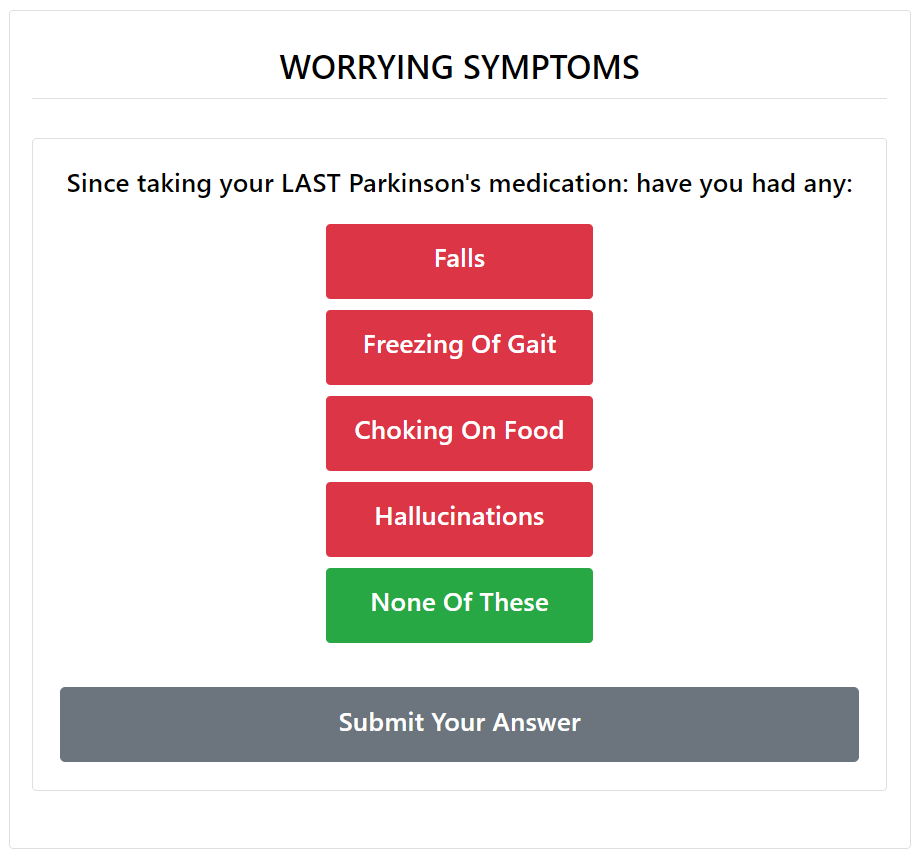 WORRYING SYMPTOMS
Since taking your LAST Parkinson's medication: have you had any:
Falls
Freezing Of Gait
Choking On Food
Hallucinations
None Of These
Submit Your Answer